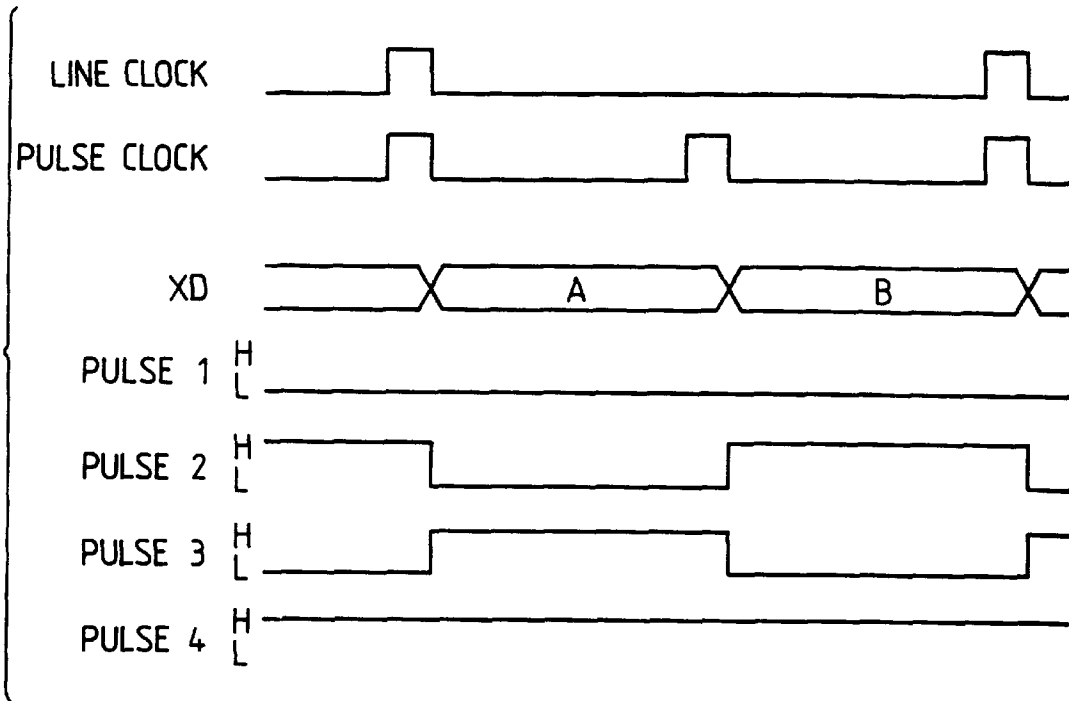 LINE CLOCK
PULSE CLOCK
XD A B
PULSE 1 H L
PULSE 2 H L
PULSE 3 H L
PULSE 4 H L